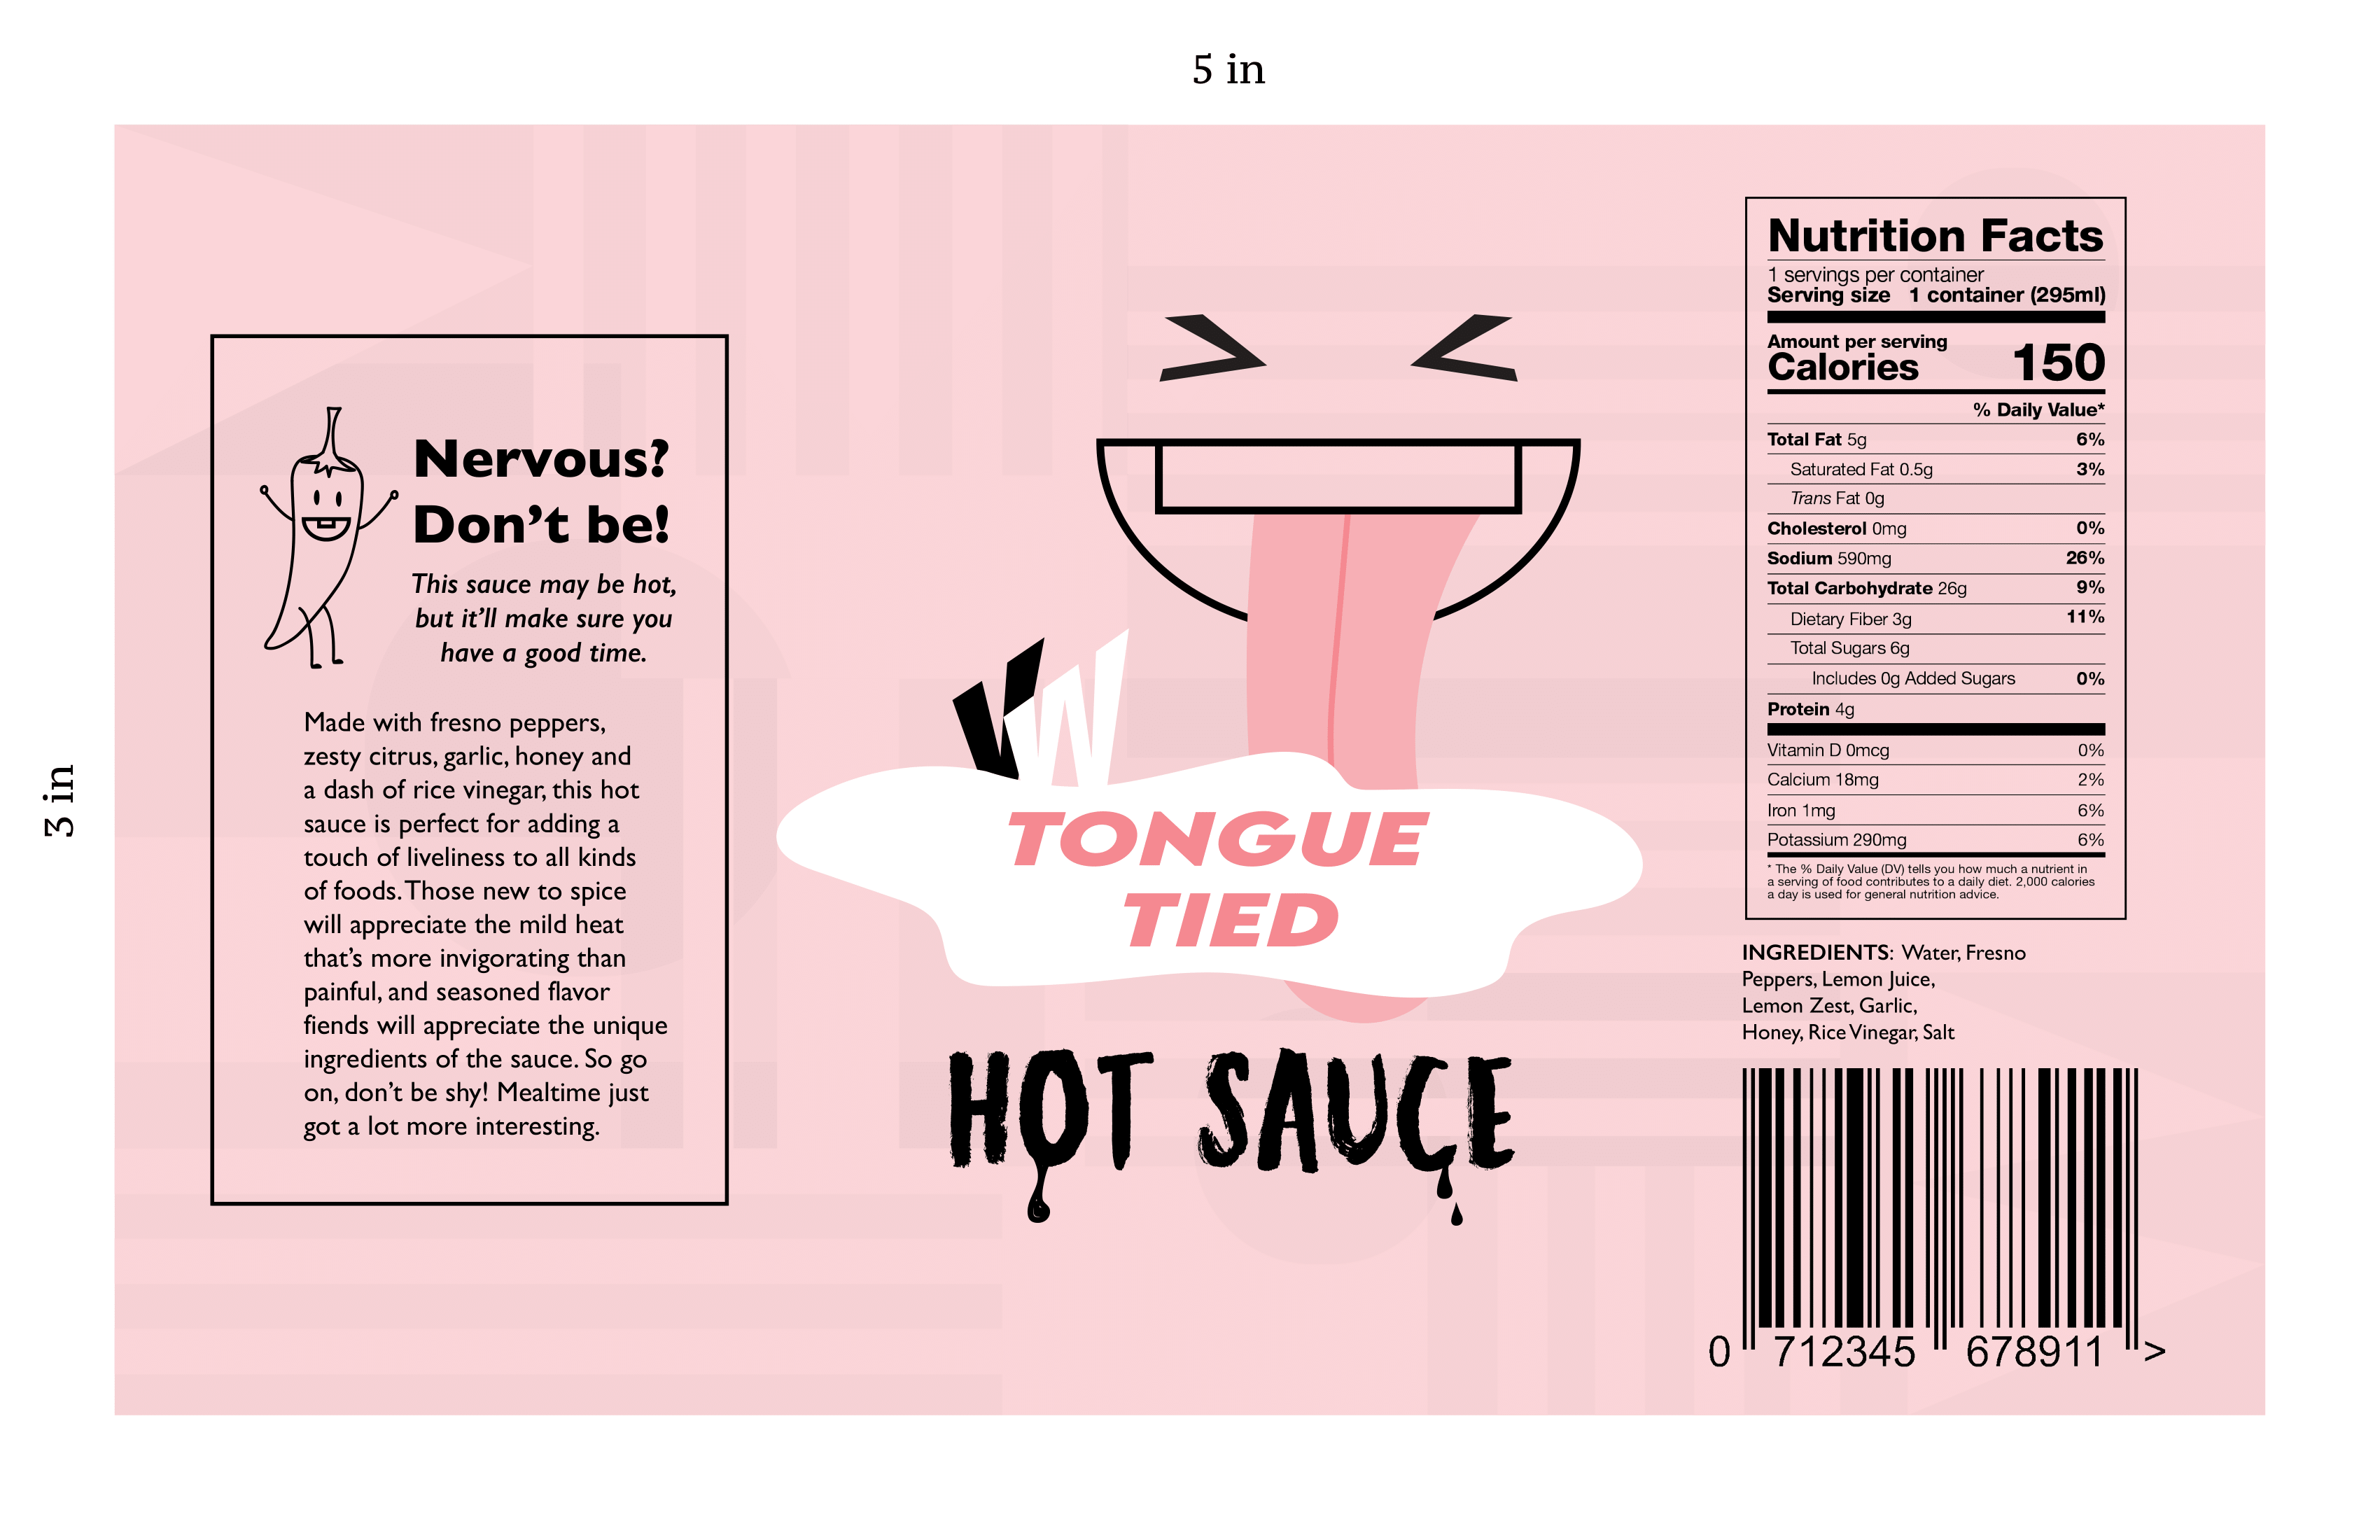 5 in
3 in
Nervous?
Don't be!
This sauce may be hot,
but it'll make sure you
have a good time.
Made with fresno peppers,
zesty citrus, garlic, honey and
a dash of rice vinegar, this hot
sauce is perfect for adding a
touch of liveliness to all kinds
of foods. Those new to spice
will appreciate the mild heat
that's more invigorating than
painful, and seasoned flavor
fiends will appreciate the unique
ingredients of the sauce. So go
on, don't be shy! Mealtime just
got a lot more interesting.
VW
TONGUE
TIED
HOT SAUCE
Nutrition Facts
1 servings per container
Serving size 1 container (295ml)
Amount per serving
Calories 150
% Daily Value*
Total Fat 5g 6%
Saturated Fat 0.5g 3%
Trans Fat 0g
Cholesterol 0mg 0%
Sodium 590mg 26%
Total Carbohydrate 26g 9%
Dietary Fiber 3g 11%
Total Sugars 6g
Includes 0g Added Sugars 0%
Protein 4g
Vitamin D 0mcg 0%
Calcium 18mg 2%
Iron 1mg 6%
Potassium 290mg 6%
* The % Daily Value (DV) tells you how much a nutrient in
a serving of food contributes to a daily diet. 2,000 calories
a day is used for general nutrition advice.
INGREDIENTS: Water, Fresno
Peppers, Lemon Juice,
Lemon Zest, Garlic,
Honey, Rice Vinegar, Salt
0 712345 678911 >